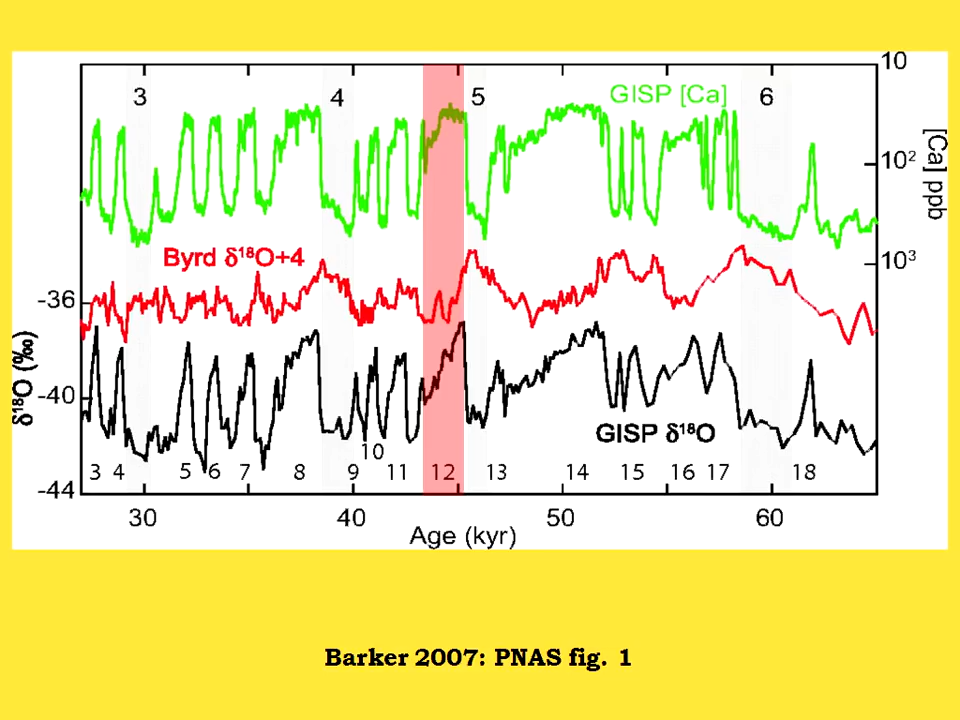 10
3 4 5 6
GISP [Ca]
10²
[Ca] ppb
Byrd δ¹⁸O+4
10³
-36
δ¹⁸O (‰)
-40
GISP δ¹⁸O
10
3 4 5 6 7 8 9 11 12 13 14 15 16 17 18
-44
30 40 50 60
Age (kyr)
Barker 2007: PNAS fig. 1